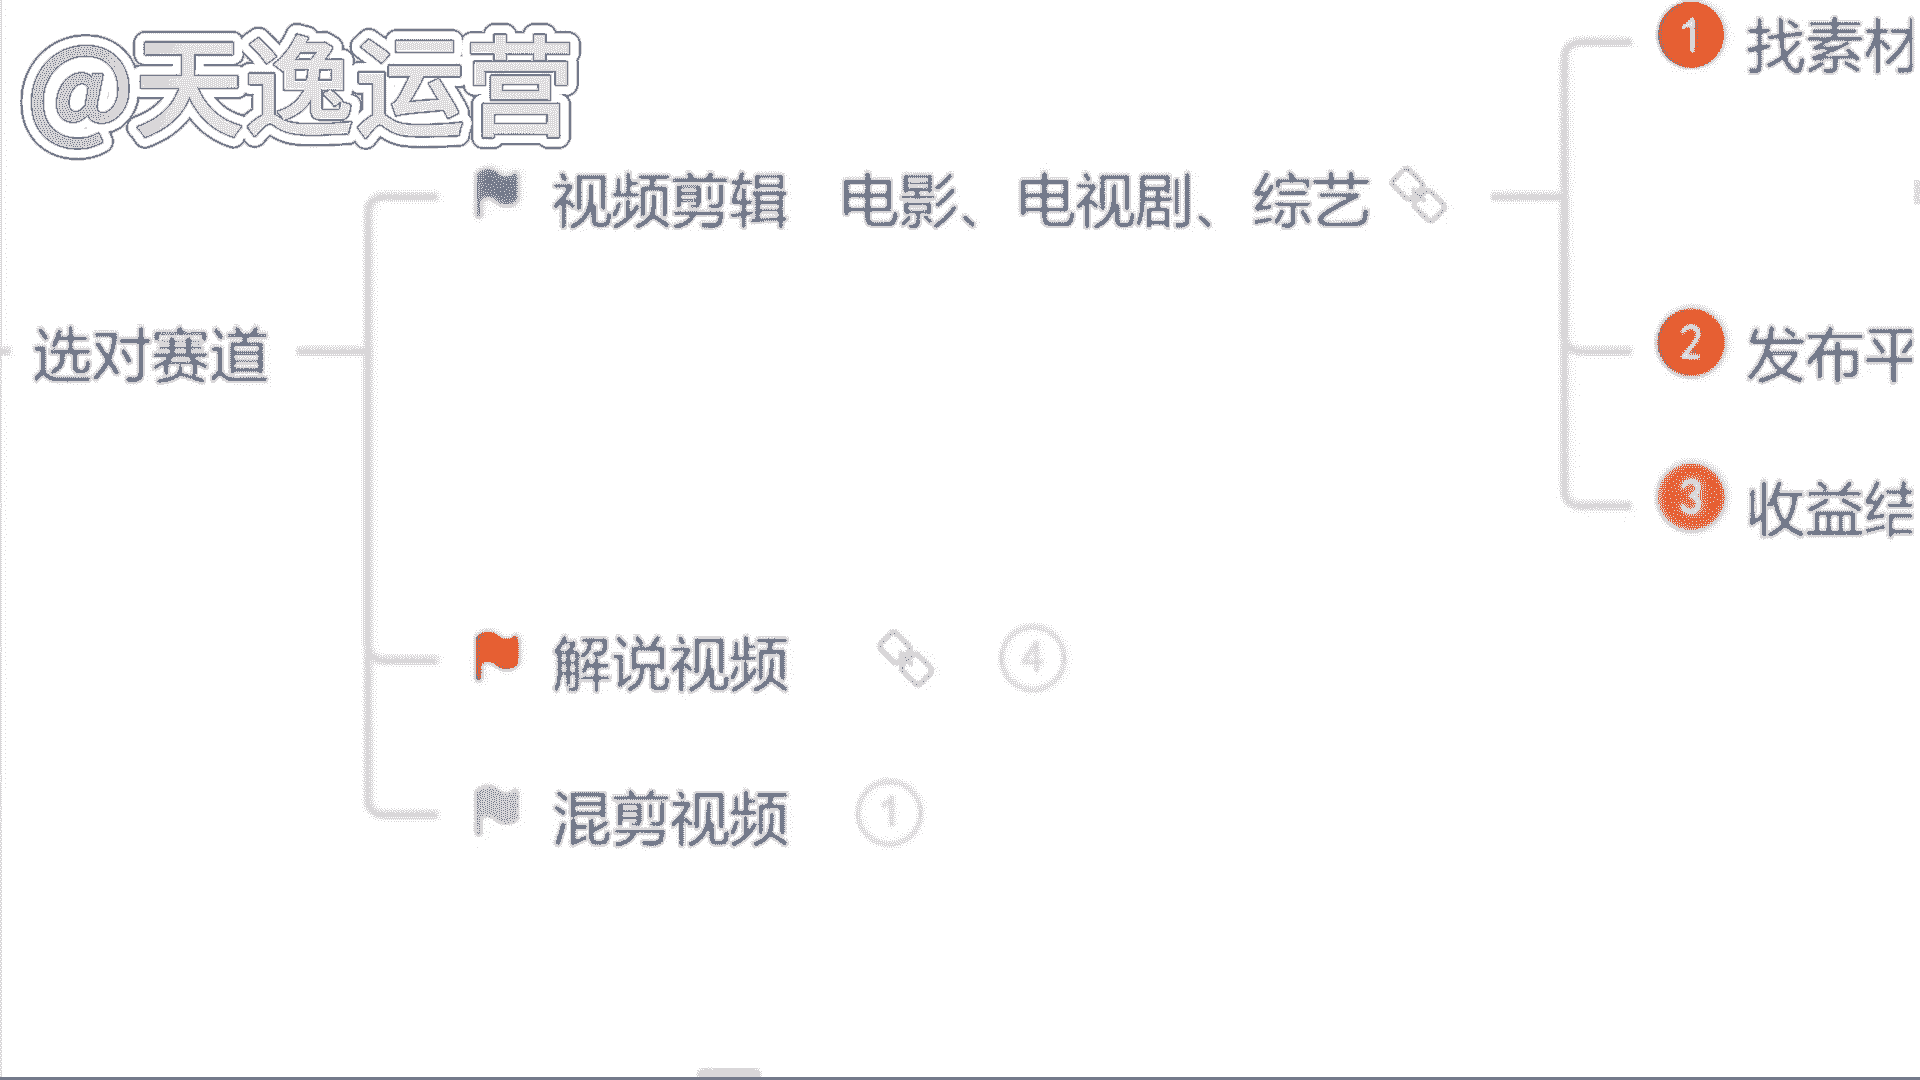 @天逸运营
选对赛道
视频剪辑 电影、电视剧、综艺
1 找素材
2 发布平
3 收益结
解说视频 4
混剪视频 1